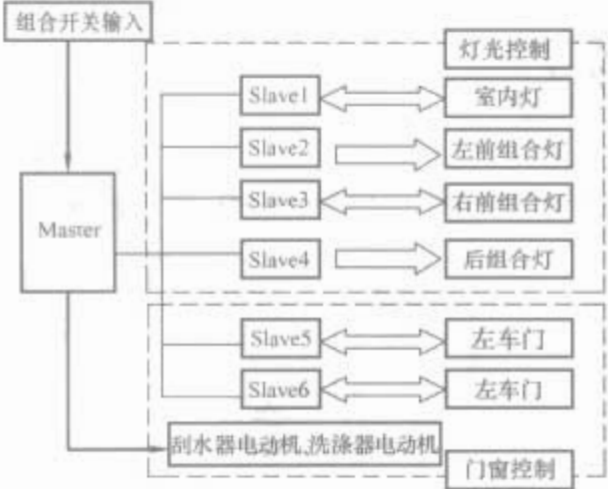 组合开关输入
灯光控制
Slave1
室内灯
Slave2
左前组合灯
Slave3
右前组合灯
Master
Slave4
后组合灯
Slave5
左车门
Slave6
左车门
刮水器电动机、洗涤器电动机
门窗控制